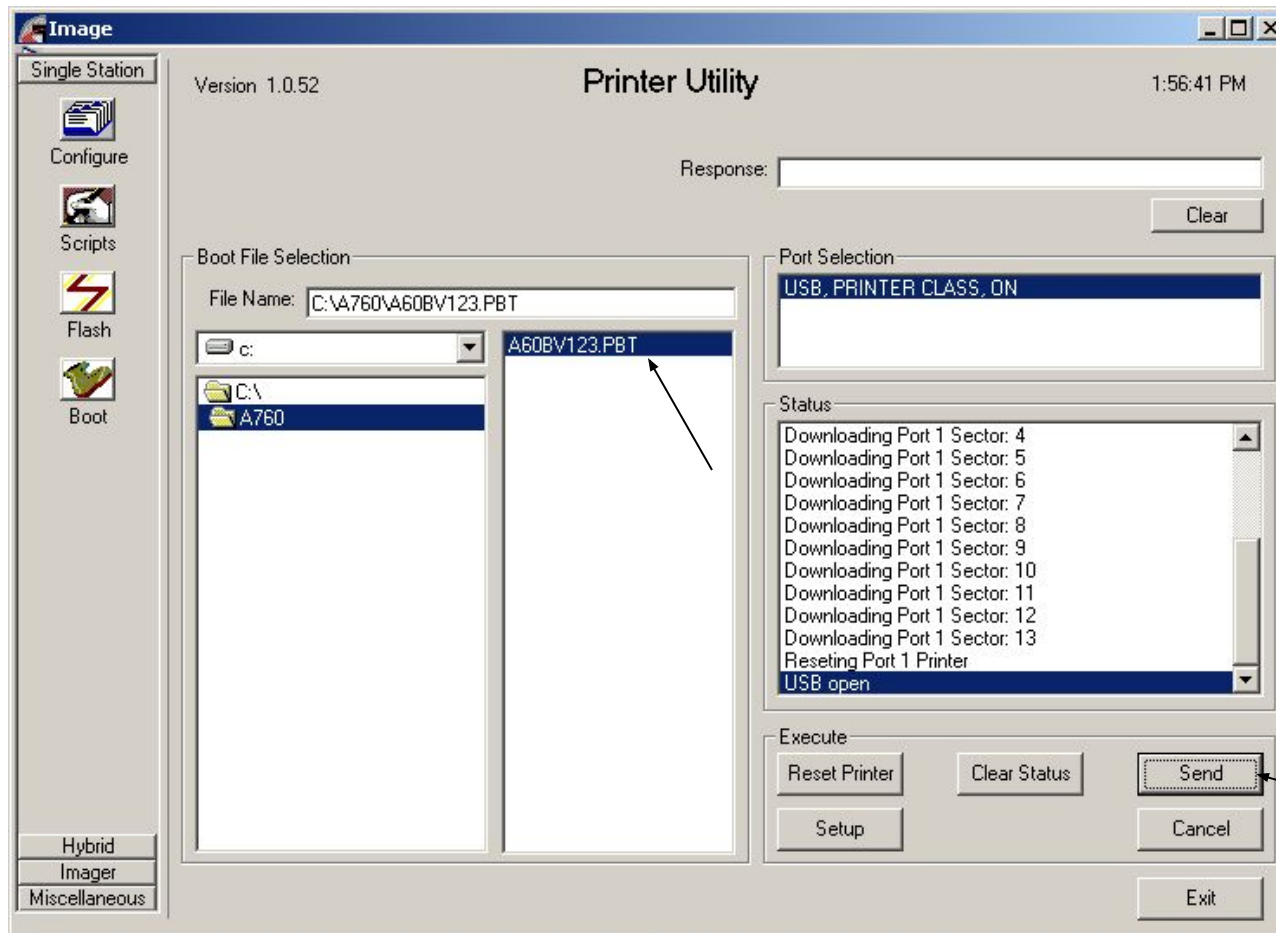 Image
Single Station
Configure
Scripts
Flash
Boot
Hybrid
Imager
Miscellaneous
Version 1.0.52
Printer Utility
1:56:41 PM
Response:
Clear
Boot File Selection
File Name: C:\A760\A60BV123.PBT
c:
C:\
A760
A60BV123.PBT
Port Selection
USB, PRINTER CLASS, ON
Status
Downloading Port 1 Sector: 4
Downloading Port 1 Sector: 5
Downloading Port 1 Sector: 6
Downloading Port 1 Sector: 7
Downloading Port 1 Sector: 8
Downloading Port 1 Sector: 9
Downloading Port 1 Sector: 10
Downloading Port 1 Sector: 11
Downloading Port 1 Sector: 12
Downloading Port 1 Sector: 13
Reseting Port 1 Printer
USB open
Execute
Reset Printer
Clear Status
Send
Setup
Cancel
Exit